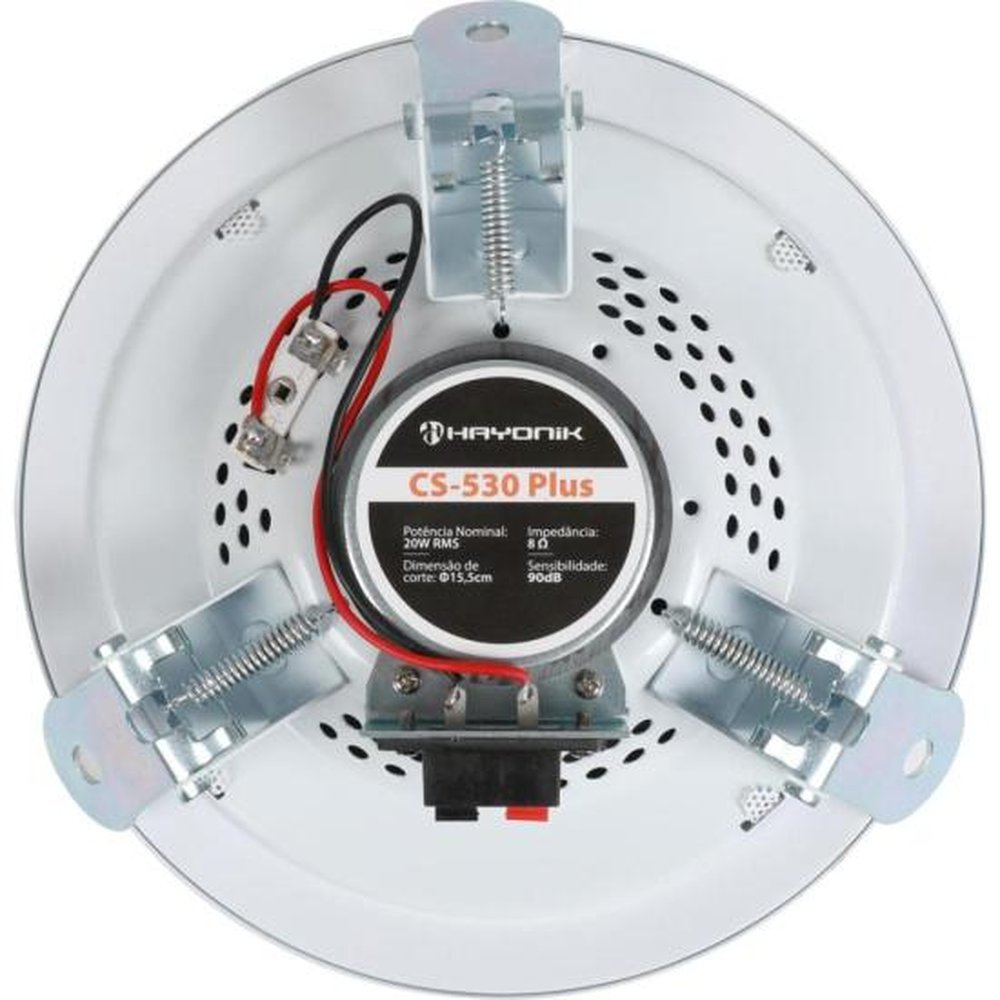 HAYONIK
CS-530 Plus
Potência Nominal:
20W RMS
Dimensão de
corte: Φ15,5cm
Impedância:
8 Ω
Sensibilidade:
90dB